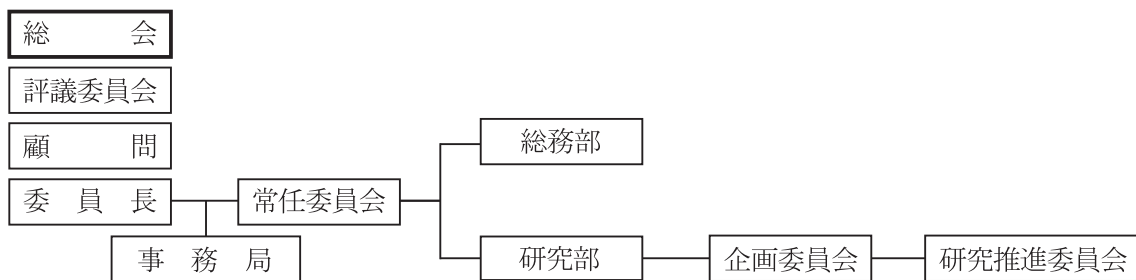 総　　　会
評議委員会
顧　　　問
総務部
委　員　長
常任委員会
事　務　局
研究部
企画委員会
研究推進委員会